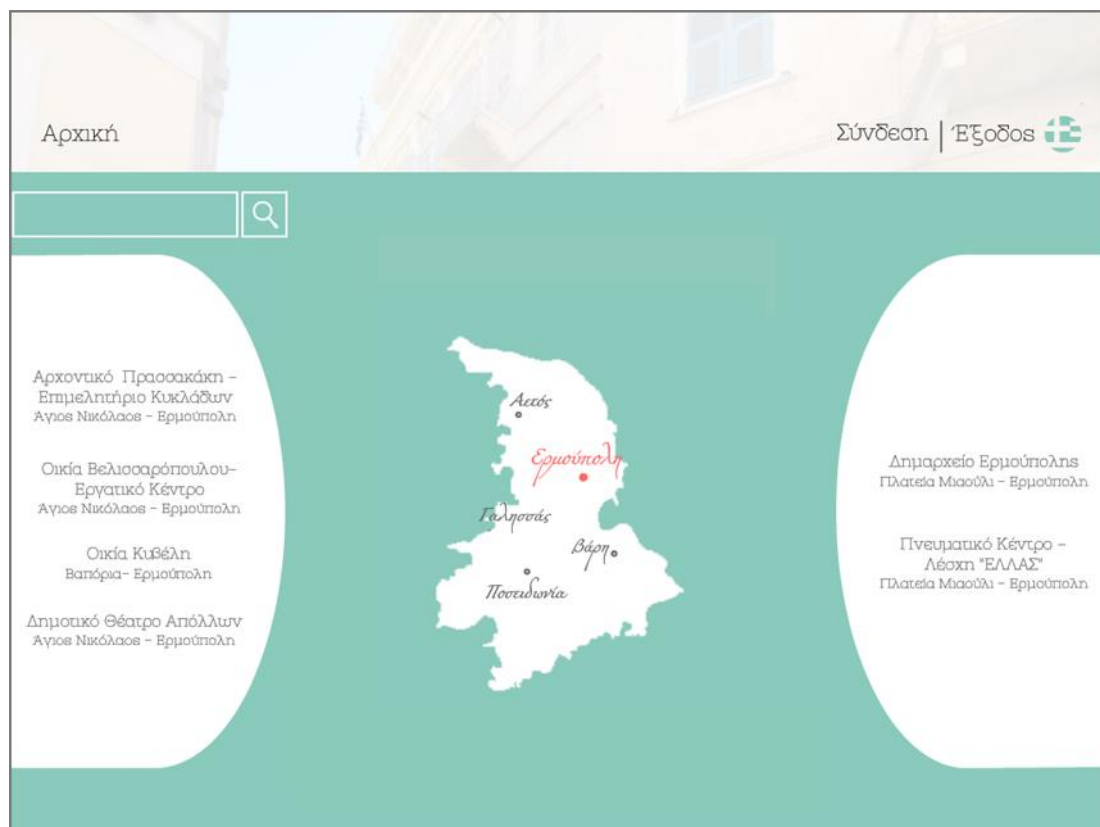 Αρχική
Σύνδεση | Έξοδος
Αρχοντικό Πρασσακάκη –
Επιμελητήριο Κυκλάδων
Άγιος Νικόλαος – Ερμούπολη
Οικία Βελισσαρόπουλου–
Εργατικό Κέντρο
Άγιος Νικόλαος – Ερμούπολη
Οικία Κυβέλη
Βαπόρια– Ερμούπολη
Δημοτικό Θέατρο Απόλλων
Άγιος Νικόλαος – Ερμούπολη
Αετός
Ερμούπολη
Γαλησσάς
Βάρη
Ποσειδωνία
Δημαρχείο Ερμούπολης
Πλατεία Μιαούλι – Ερμούπολη
Πνευματικό Κέντρο –
Λέσχη "ΕΛΛΑΣ"
Πλατεία Μιαούλι – Ερμούπολη